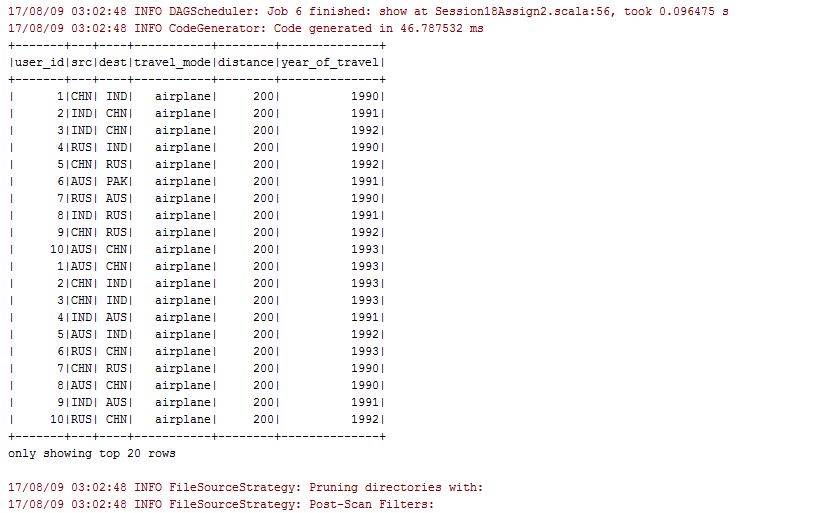 17/08/09 03:02:48 INFO DAGScheduler: Job 6 finished: show at Session18Assign2.scala:56, took 0.096475 s
17/08/09 03:02:48 INFO CodeGenerator: Code generated in 46.787532 ms
+-------+---+----+-----------+--------+--------------+
|user_id|src|dest|travel_mode|distance|year_of_travel|
+-------+---+----+-----------+--------+--------------+
|      1|CHN| IND|   airplane|     200|          1990|
|      2|IND| CHN|   airplane|     200|          1991|
|      3|IND| CHN|   airplane|     200|          1992|
|      4|RUS| IND|   airplane|     200|          1990|
|      5|CHN| RUS|   airplane|     200|          1992|
|      6|AUS| PAK|   airplane|     200|          1991|
|      7|RUS| AUS|   airplane|     200|          1990|
|      8|IND| RUS|   airplane|     200|          1991|
|      9|CHN| RUS|   airplane|     200|          1992|
|     10|AUS| CHN|   airplane|     200|          1993|
|      1|AUS| CHN|   airplane|     200|          1993|
|      2|CHN| IND|   airplane|     200|          1993|
|      3|CHN| IND|   airplane|     200|          1993|
|      4|IND| AUS|   airplane|     200|          1991|
|      5|AUS| IND|   airplane|     200|          1992|
|      6|RUS| CHN|   airplane|     200|          1993|
|      7|CHN| RUS|   airplane|     200|          1990|
|      8|AUS| CHN|   airplane|     200|          1990|
|      9|IND| AUS|   airplane|     200|          1991|
|     10|RUS| CHN|   airplane|     200|          1992|
+-------+---+----+-----------+--------+--------------+
only showing top 20 rows
17/08/09 03:02:48 INFO FileSourceStrategy: Pruning directories with:
17/08/09 03:02:48 INFO FileSourceStrategy: Post-Scan Filters: